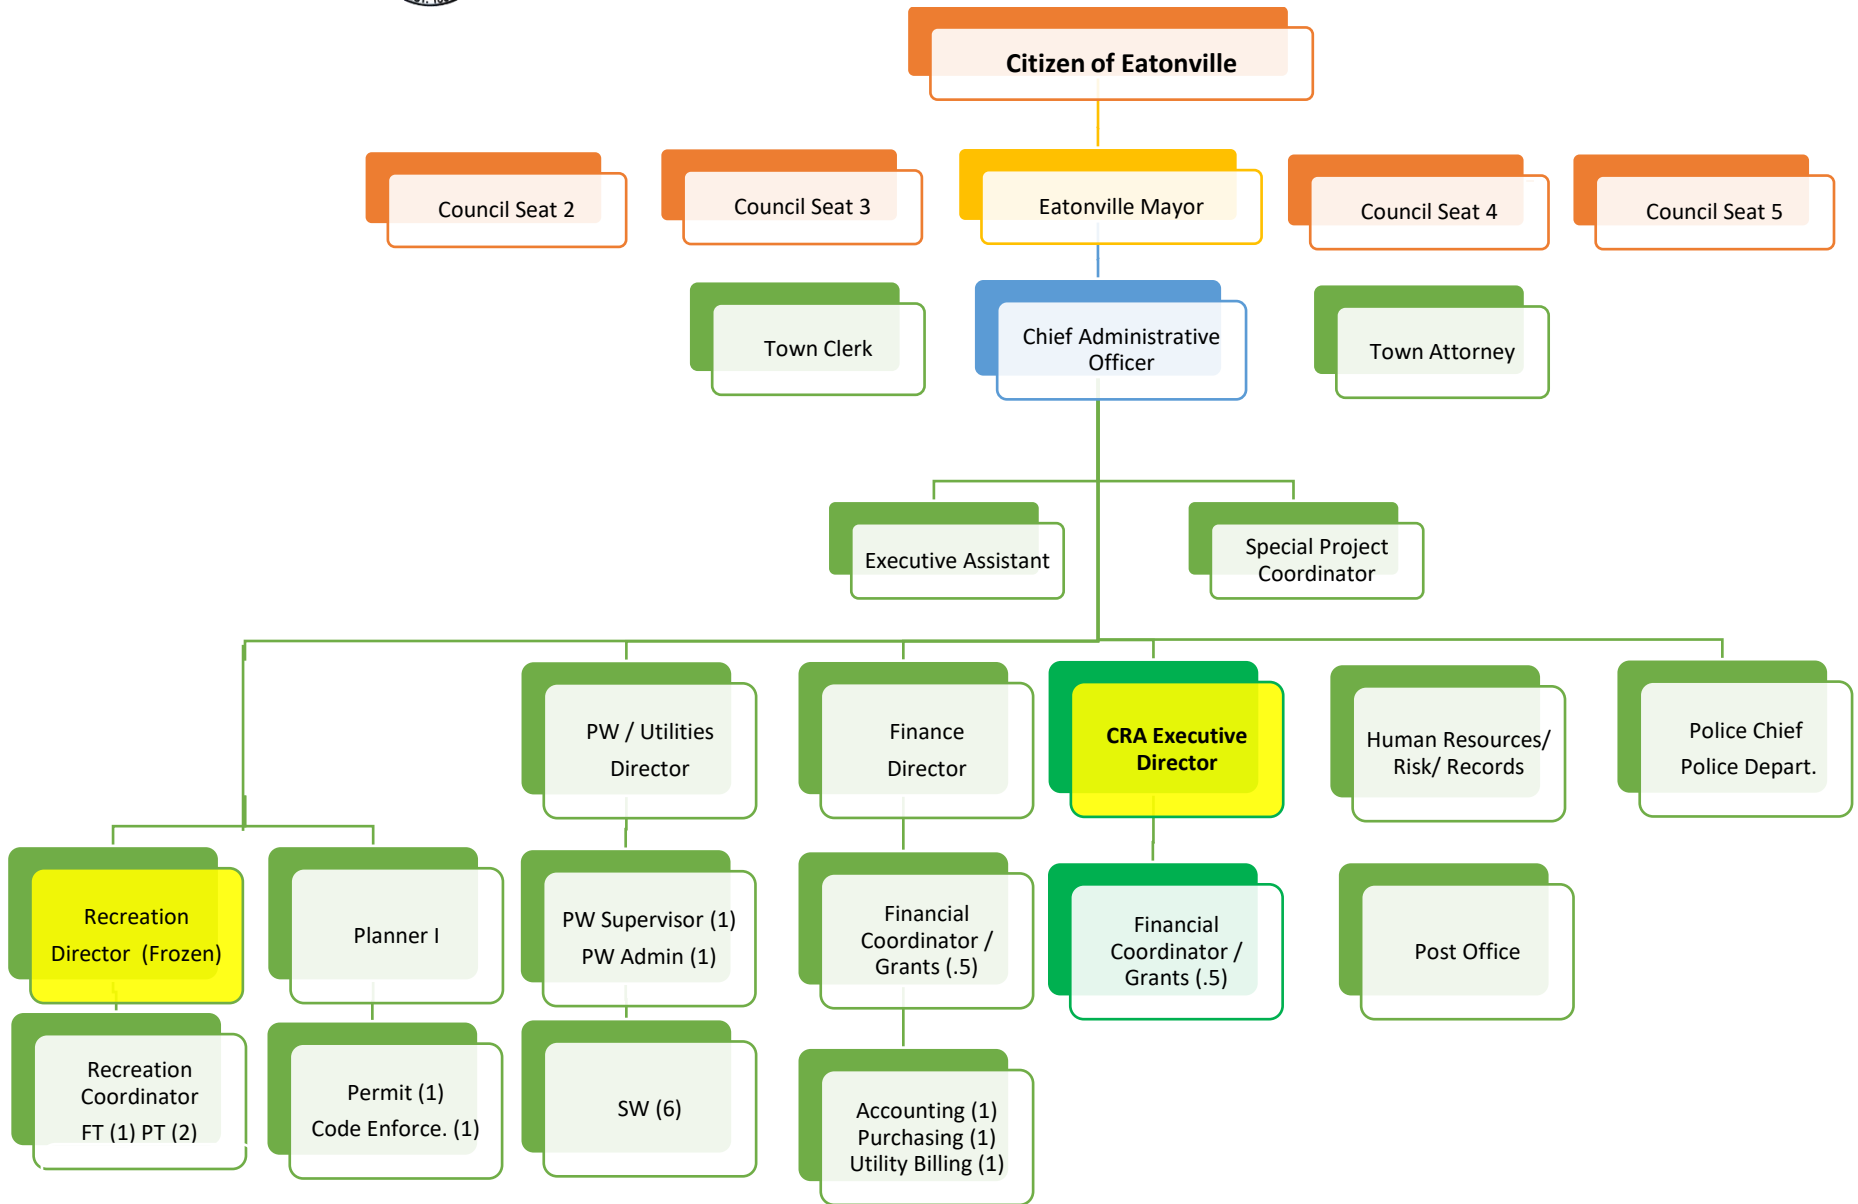 Citizen of Eatonville
Council Seat 2
Council Seat 3
Eatonville Mayor
Council Seat 4
Council Seat 5
Town Clerk
Chief Administrative
Officer
Town Attorney
Executive Assistant
Special Project
Coordinator
PW / Utilities
Director
Finance
Director
CRA Executive
Director
Human Resources/
Risk/ Records
Police Chief
Police Depart.
Recreation
Director (Frozen)
Planner I
PW Supervisor (1)
PW Admin (1)
Financial
Coordinator /
Grants (.5)
Financial
Coordinator /
Grants (.5)
Post Office
Recreation
Coordinator
FT (1) PT (2)
Permit (1)
Code Enforce. (1)
SW (6)
Accounting (1)
Purchasing (1)
Utility Billing (1)